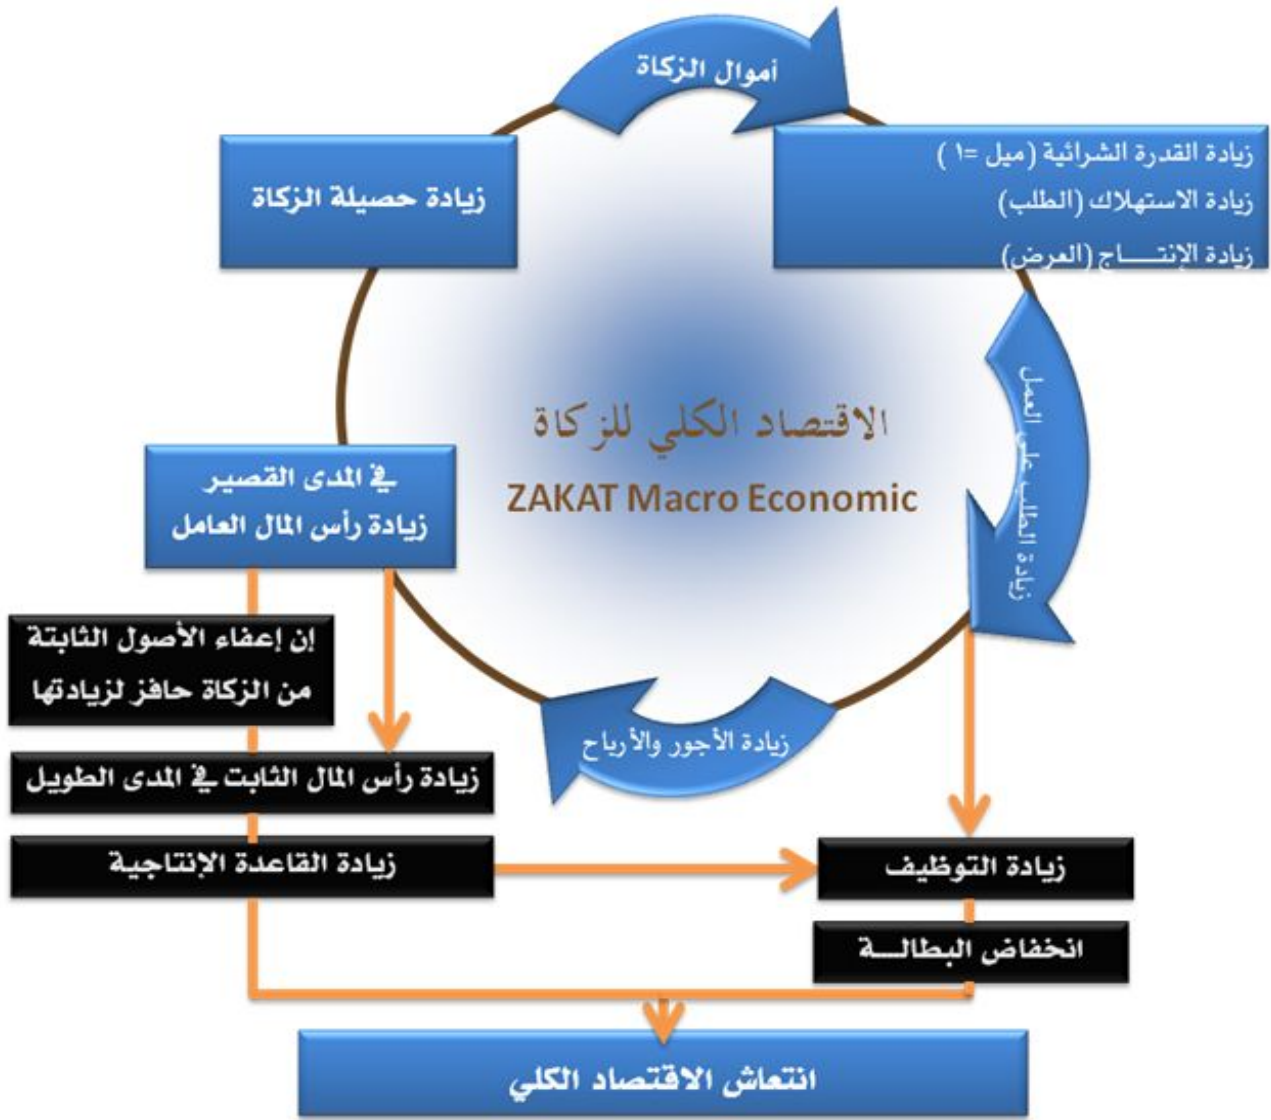 أموال الزكاة
زيادة القدرة الشرائية (ميل =١ )
زيادة الاستهلاك (الطلب)
زيادة الإنتــــاج (العرض)
زيادة حصيلة الزكاة
زيادة الطلب على العمل
الاقتصاد الكلي للزكاة
ZAKAT Macro Economic
في المدى القصير
زيادة رأس المال العامل
إن إعفاء الأصول الثابتة
من الزكاة حافز لزيادتها
زيادة الأجور والأرباح
زيادة رأس المال الثابت في المدى الطويل
زيادة القاعدة الإنتاجية
زيادة التوظيف
انخفاض البطالــــة
انتعاش الاقتصاد الكلي